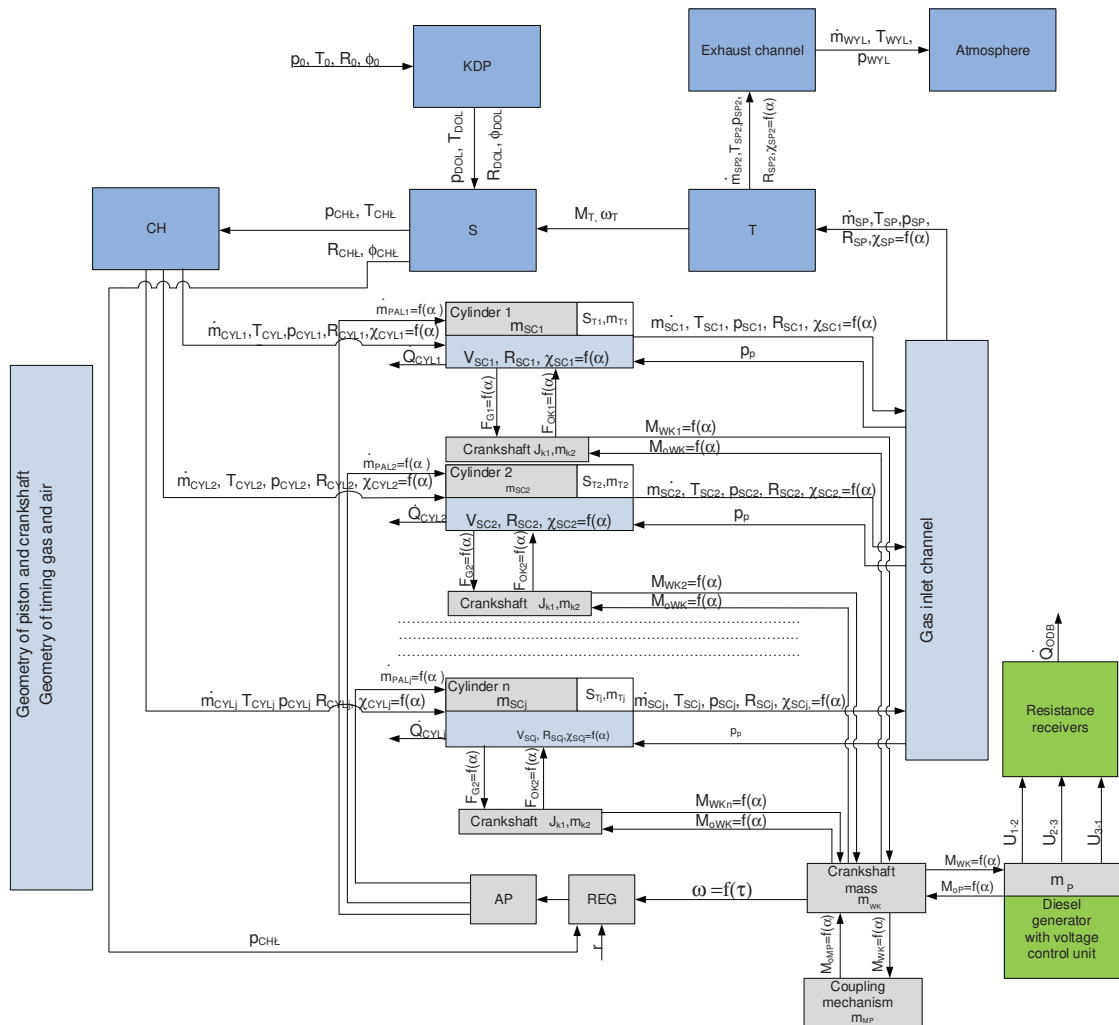 p₀, T₀, R₀, ϕ₀
KDP
Exhaust channel
ṁWYL, TWYL,
pWYL
Atmosphere
pDOL, TDOL
RDOL, ϕDOL
ṁSP2,TSP2,pSP2,
RSP2,χSP2=f(α)
CH
pCHŁ, TCHŁ
RCHŁ, ϕCHŁ
S
MT, ωT
T
ṁSP,TSP,pSP,
RSP,χSP=f(α)
ṁPAL1=f(α)
ṁCYL1,TCYL,pCYL1,RCYL1,χCYL1=f(α)
Q̇CYL1
Cylinder 1
mSC1
ST1,mT1
VSC1, RSC1, χSC1=f(α)
ṁSC1, TSC1, pSC1, RSC1, χSC1=f(α)
pp
FG1=f(α)
FOK1=f(α)
Crankshaft Jk1,mk2
MWK1=f(α)
MoWK=f(α)
ṁPAL2=f(α)
ṁCYL2, TCYL2, pCYL2, RCYL2, χCYL2=f(α)
Q̇CYL2
Cylinder 2
mSC2
ST2,mT2
VSC2, RSC2, χSC2=f(α)
ṁSC2, TSC2, pSC2, RSC2, χSC2,=f(α)
pp
FG2=f(α)
FOK2=f(α)
Crankshaft Jk1,mk2
MWK2=f(α)
MoWK=f(α)
ṁPALj=f(α)
ṁCYLj TCYLj pCYLj RCYLj, χCYLj=f(α)
Q̇CYLj
Cylinder n
mSCj
STj,mTj
VSCj, RSCj,χSCj=f(α)
ṁSCj, TSCj, pSCj, RSCj, χSCj,=f(α)
pp
FG2=f(α)
FOK2=f(α)
Crankshaft Jk1,mk2
MWKn=f(α)
MoWK=f(α)
Geometry of piston and crankshaft
Geometry of timing gas and air
Gas inlet channel
Q̇ODB
Resistance
receivers
U1-2
U2-3
U3-1
AP
REG
ω =f(τ)
Crankshaft
mass
mWK
MWK=f(α)
MoP=f(α)
mP
Diesel
generator
with voltage
control unit
pCHŁ
r
MoMP=f(α)
MWK=f(α)
Coupling
mechanism
mMP